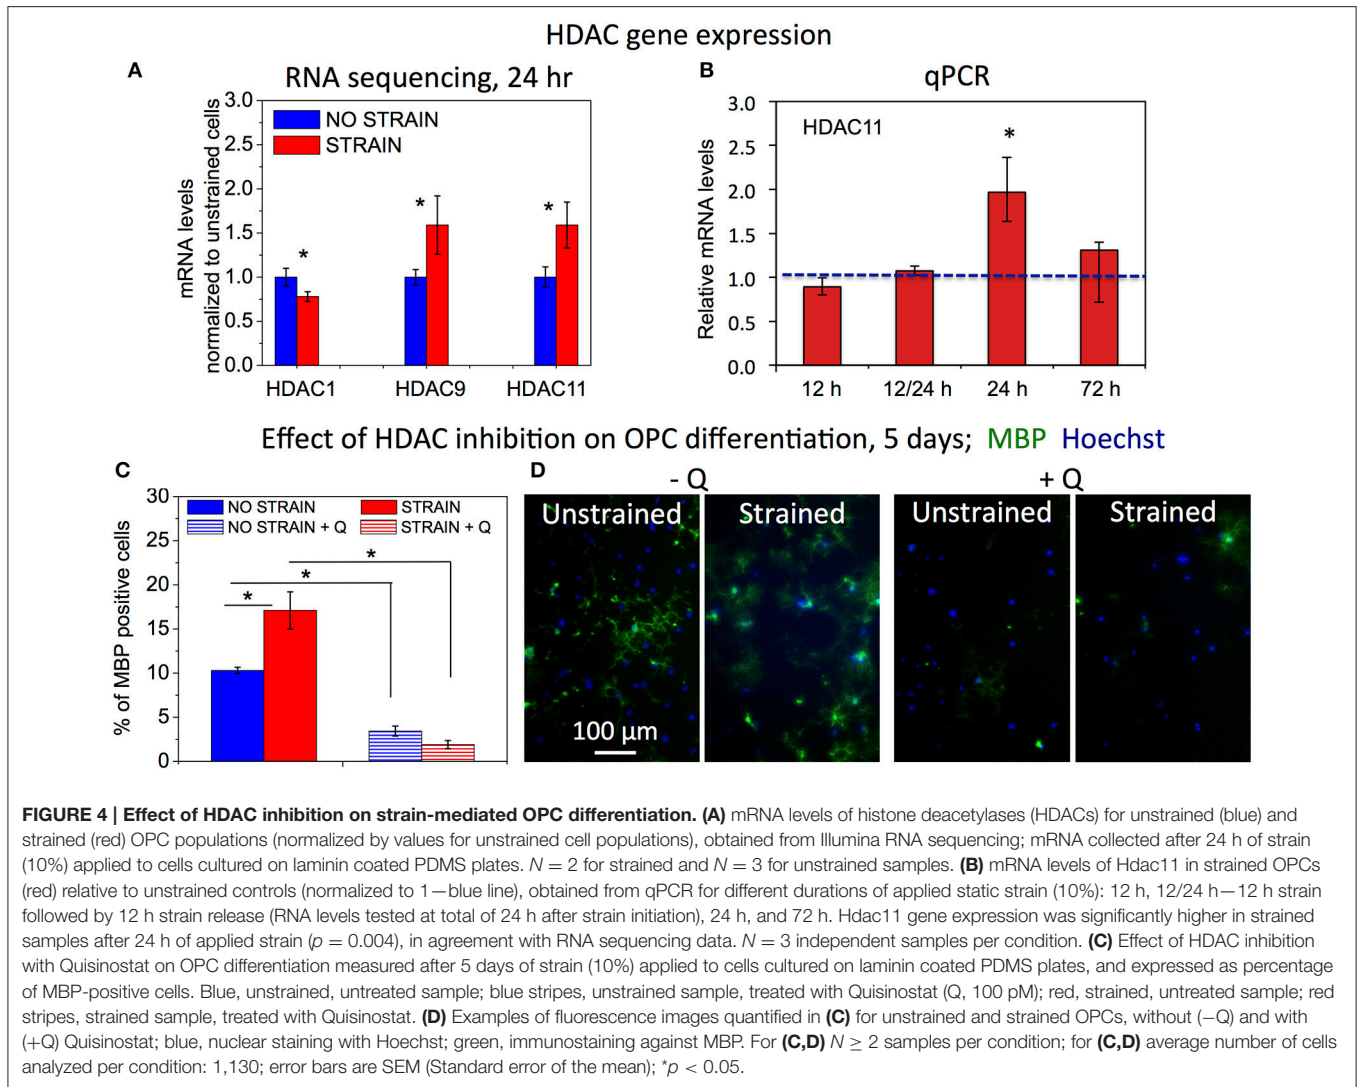 HDAC gene expression
A
RNA sequencing, 24 hr
mRNA levels
normalized to unstrained cells
3.0
2.5
2.0
1.5
1.0
0.5
0.0
NO STRAIN
STRAIN
*
*
*
HDAC1 HDAC9 HDAC11
B
qPCR
Relative mRNA levels
3.0
2.5
2.0
1.5
1.0
0.5
0.0
HDAC11
*
12 h 12/24 h 24 h 72 h
Effect of HDAC inhibition on OPC differentiation, 5 days; MBP Hoechst
C
% of MBP positive cells
30
25
20
15
10
5
0
NO STRAIN STRAIN
NO STRAIN + Q STRAIN + Q
*
*
*
D
- Q + Q
Unstrained Strained Unstrained Strained
100 µm
FIGURE 4 | Effect of HDAC inhibition on strain-mediated OPC differentiation. (A) mRNA levels of histone deacetylases (HDACs) for unstrained (blue) and
strained (red) OPC populations (normalized by values for unstrained cell populations), obtained from Illumina RNA sequencing; mRNA collected after 24 h of strain
(10%) applied to cells cultured on laminin coated PDMS plates. N = 2 for strained and N = 3 for unstrained samples. (B) mRNA levels of Hdac11 in strained OPCs
(red) relative to unstrained controls (normalized to 1—blue line), obtained from qPCR for different durations of applied static strain (10%): 12 h, 12/24 h—12 h strain
followed by 12 h strain release (RNA levels tested at total of 24 h after strain initiation), 24 h, and 72 h. Hdac11 gene expression was significantly higher in strained
samples after 24 h of applied strain (p = 0.004), in agreement with RNA sequencing data. N = 3 independent samples per condition. (C) Effect of HDAC inhibition
with Quisinostat on OPC differentiation measured after 5 days of strain (10%) applied to cells cultured on laminin coated PDMS plates, and expressed as percentage
of MBP-positive cells. Blue, unstrained, untreated sample; blue stripes, unstrained sample, treated with Quisinostat (Q, 100 pM); red, strained, untreated sample; red
stripes, strained sample, treated with Quisinostat. (D) Examples of fluorescence images quantified in (C) for unstrained and strained OPCs, without (−Q) and with
(+Q) Quisinostat; blue, nuclear staining with Hoechst; green, immunostaining against MBP. For (C,D) N ≥ 2 samples per condition; for (C,D) average number of cells
analyzed per condition: 1,130; error bars are SEM (Standard error of the mean); *p < 0.05.